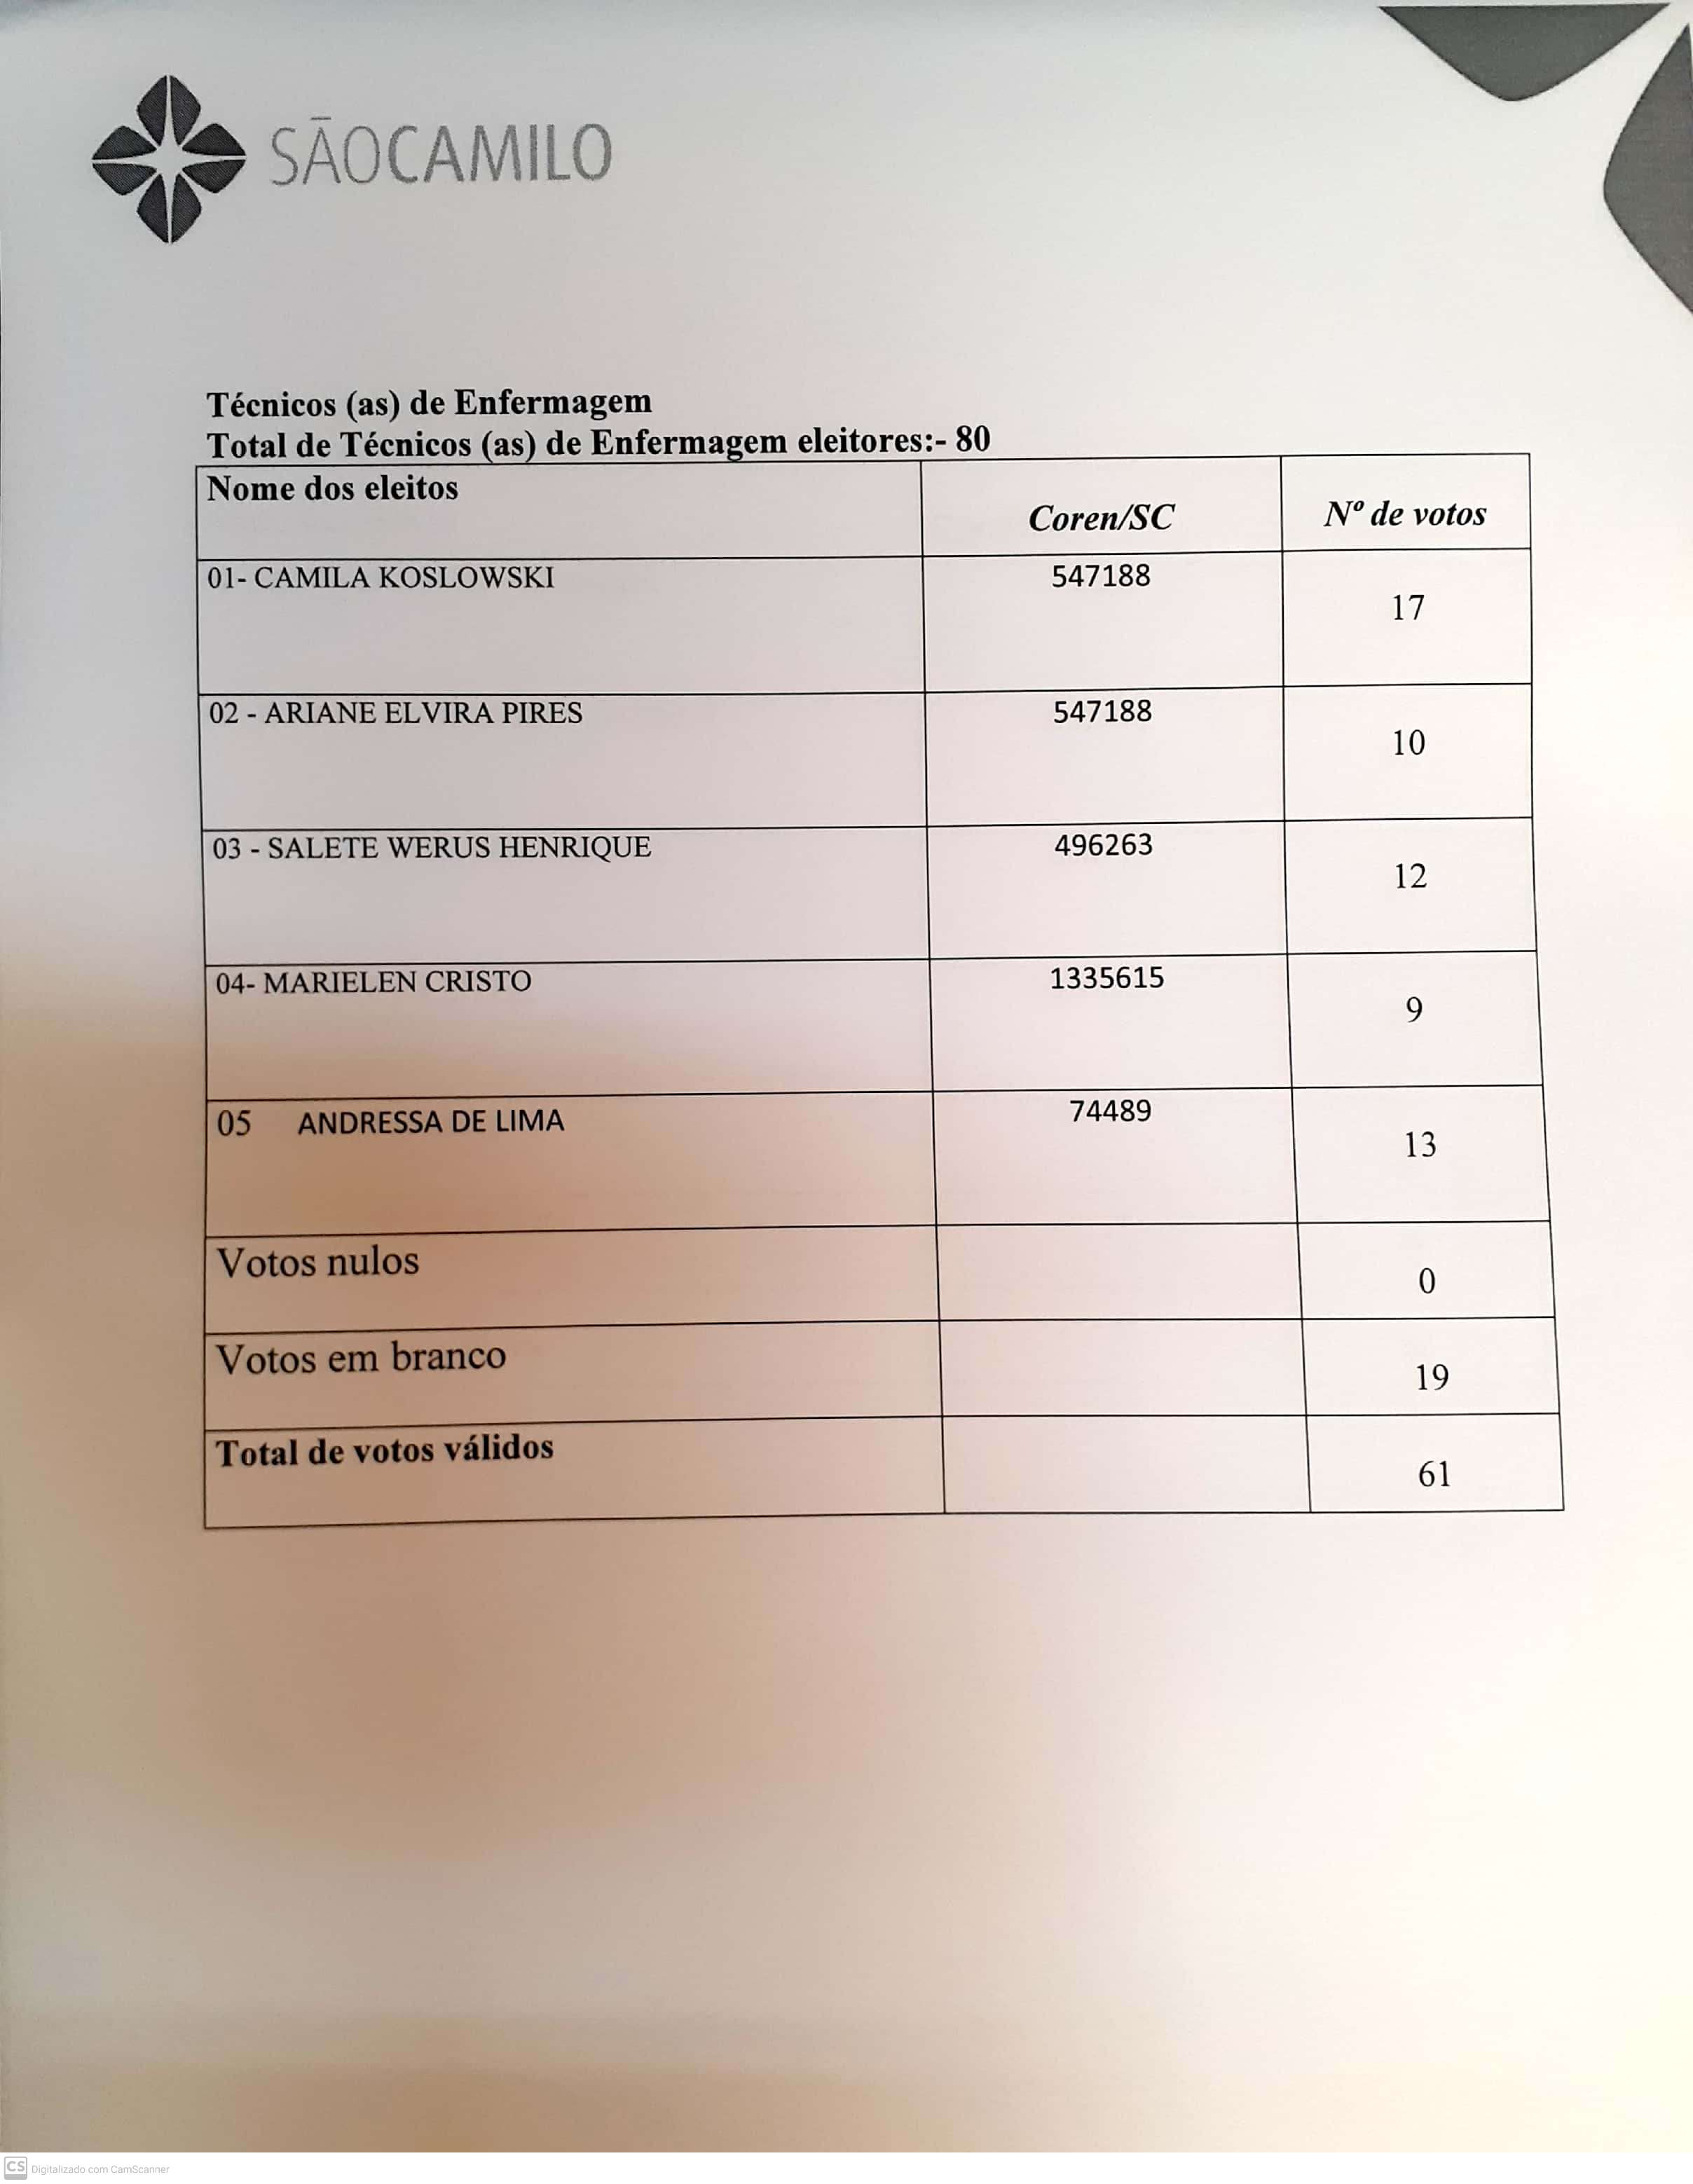 SÃOCAMILO
Técnicos (as) de Enfermagem
Total de Técnicos (as) de Enfermagem eleitores:- 80
Nome dos eleitos Coren/SC Nº de votos
01- CAMILA KOSLOWSKI 547188 17
02 - ARIANE ELVIRA PIRES 547188 10
03 - SALETE WERUS HENRIQUE 496263 12
04- MARIELEN CRISTO 1335615 9
05 ANDRESSA DE LIMA 74489 13
Votos nulos 0
Votos em branco 19
Total de votos válidos 61
CS Digitalizado com CamScanner